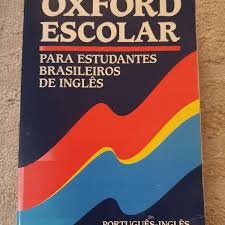 OXFORD
ESCOLAR
PARA ESTUDANTES
BRASILEIROS
DE INGLÊS
PORTUGUÊS-INGLÊS